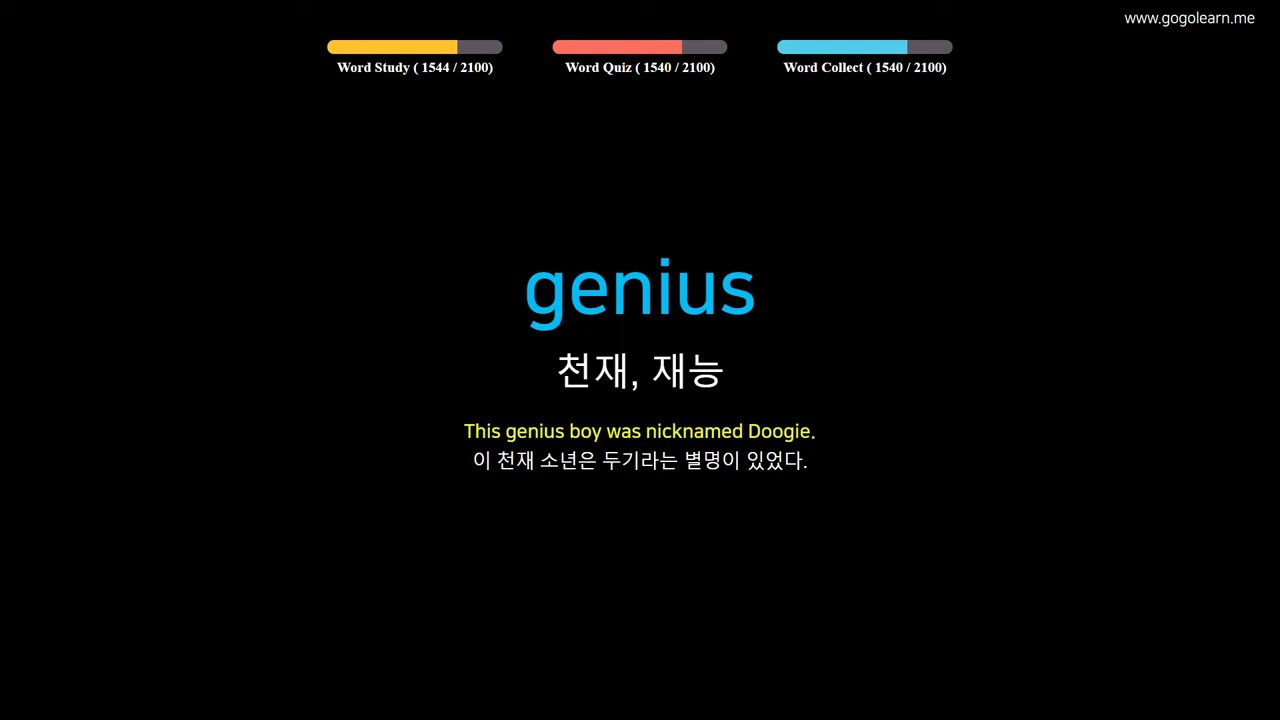 www.gogolearn.me
Word Study ( 1544 / 2100)
Word Quiz ( 1540 / 2100)
Word Collect ( 1540 / 2100)
genius
천재, 재능
This genius boy was nicknamed Doogie.
이 천재 소년은 두기라는 별명이 있었다.